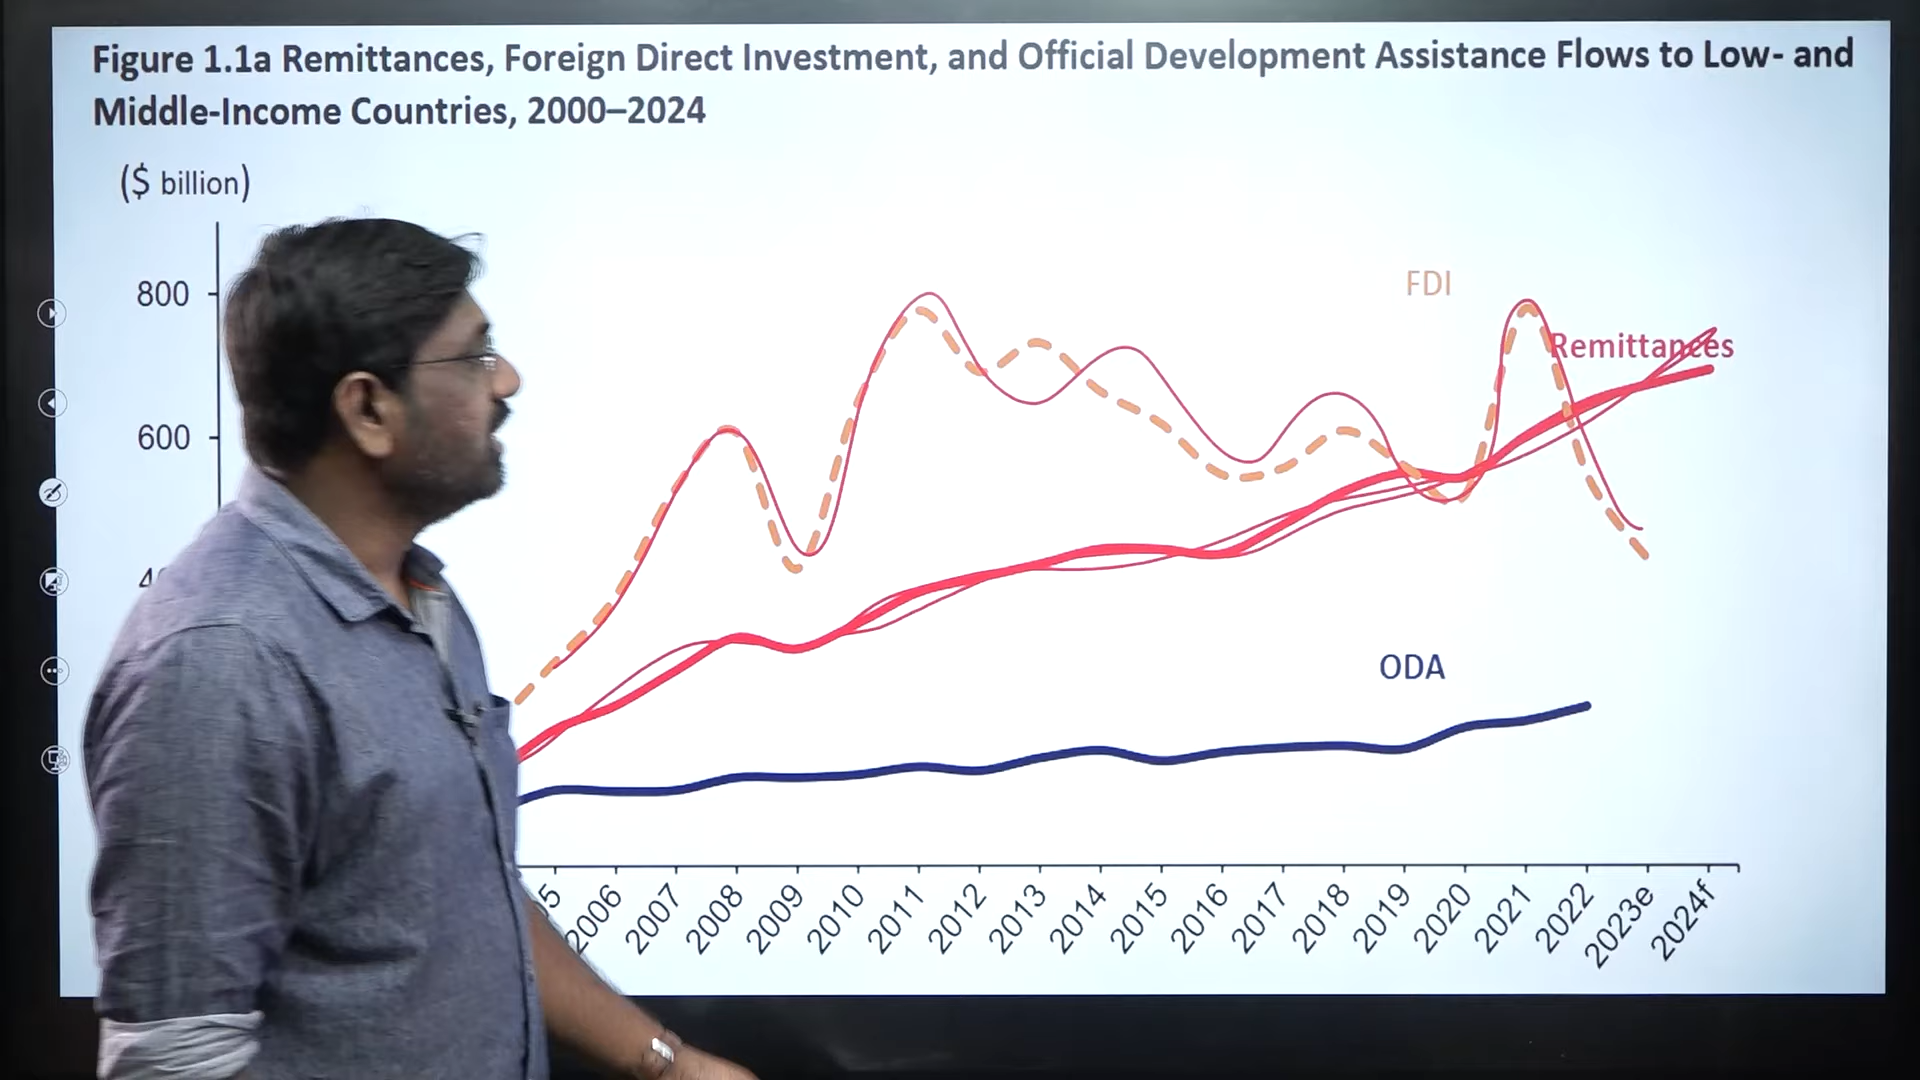 Figure 1.1a Remittances, Foreign Direct Investment, and Official Development Assistance Flows to Low- and
Middle-Income Countries, 2000–2024
($ billion)
800
600
FDI
Remittances
ODA
2006
2007
2008
2009
2010
2011
2012
2013
2014
2015
2016
2017
2018
2019
2020
2021
2022
2023e
2024f